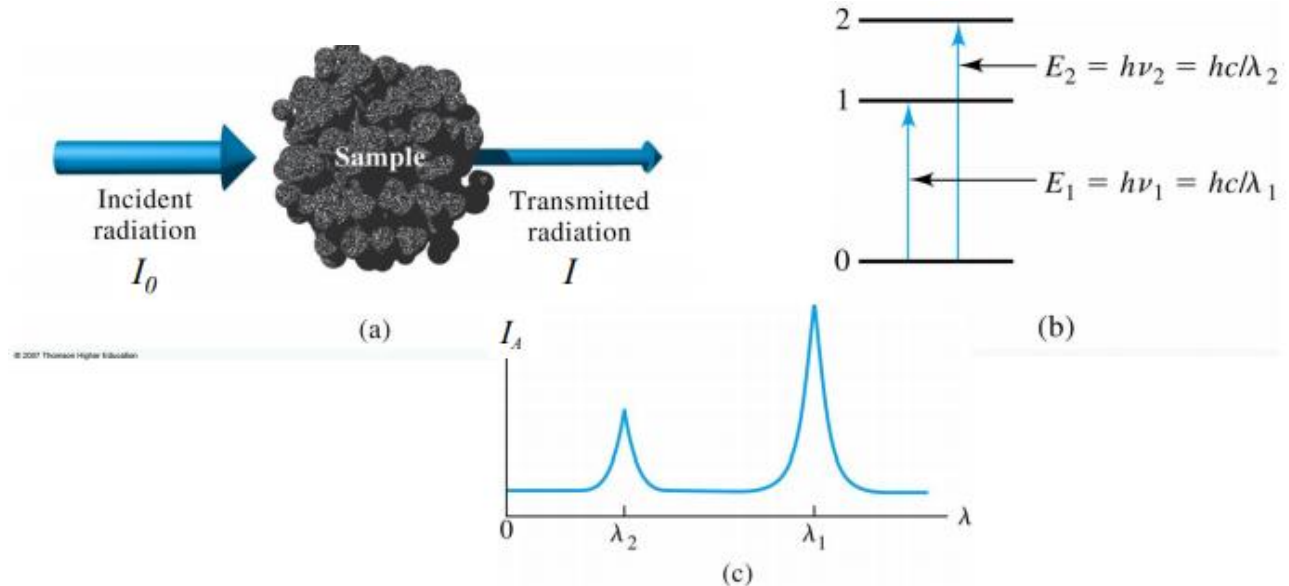 Sample
Incident
radiation
I₀
Transmitted
radiation
I
(a)
© 2007 Thomson Higher Education
2
E₂ = hν₂ = hc/λ₂
1
E₁ = hν₁ = hc/λ₁
0
(b)
I_A
0
λ₂
λ₁
λ
(c)